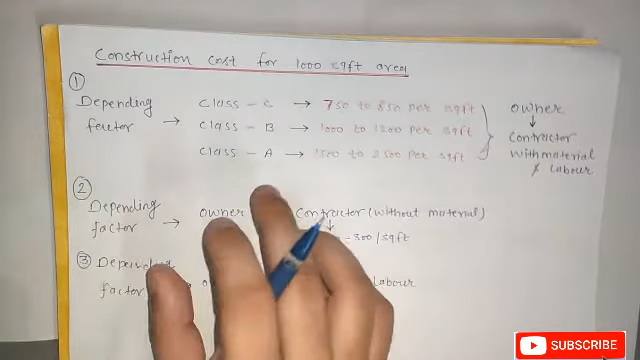 Construction cost for 1000 sqft area
①
Depending factor → Class - C → 750 to 850 per sqft
Class - B → 1000 to 1200 per sqft
Class - A → 1500 to 2500 per sqft
owner
↓
contractor
with material
& Labour
②
Depending factor → owner Contractor (without material)
↓
- 300/sqft
③ Depending
factor Labour
SUBSCRIBE